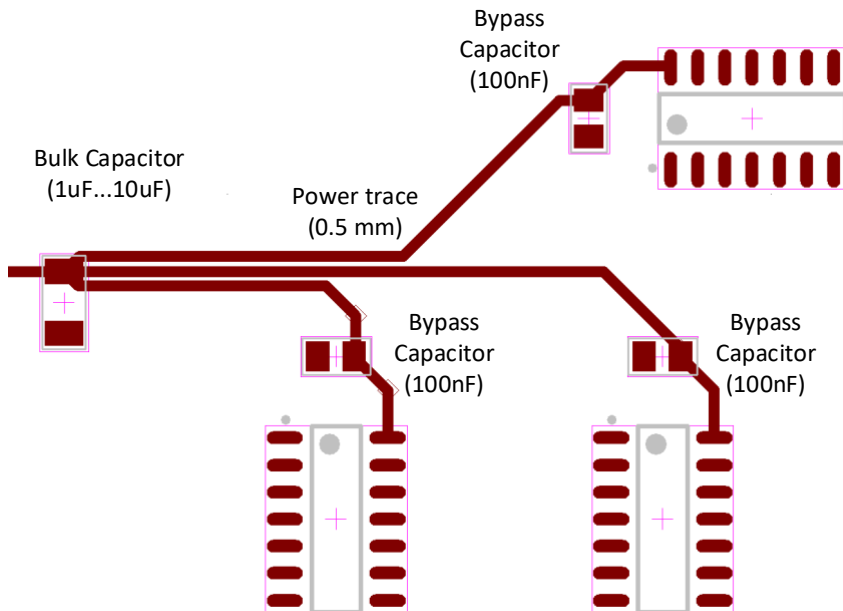 Bypass
Capacitor
(100nF)
Bulk Capacitor
(1uF...10uF)
Power trace
(0.5 mm)
Bypass
Capacitor
(100nF)
Bypass
Capacitor
(100nF)